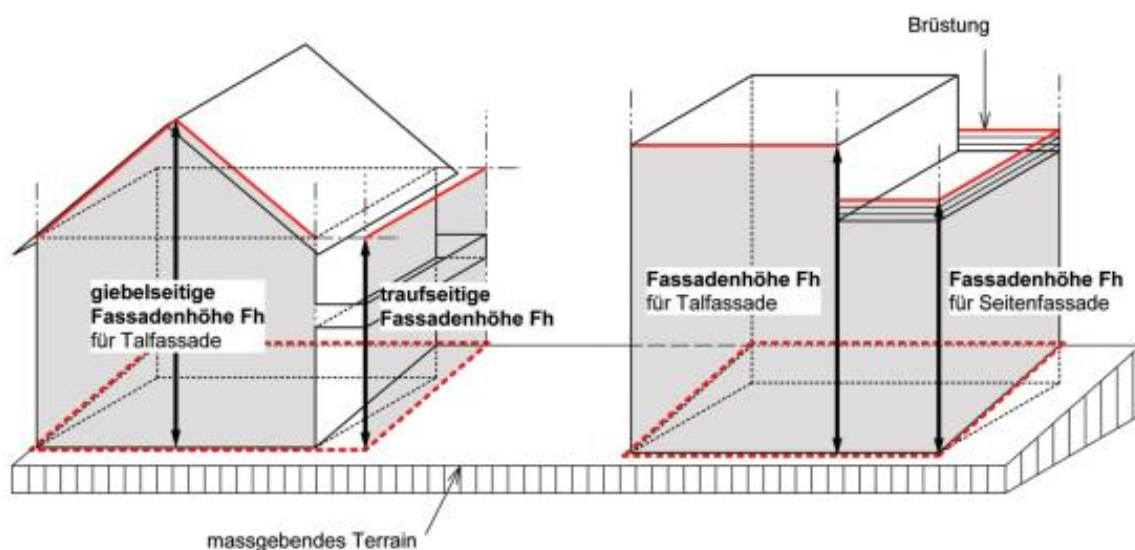 Brüstung
giebelseitige
Fassadenhöhe Fh
für Talfassade
traufseitige
Fassadenhöhe Fh
Fassadenhöhe Fh
für Talfassade
Fassadenhöhe Fh
für Seitenfassade
massgebendes Terrain